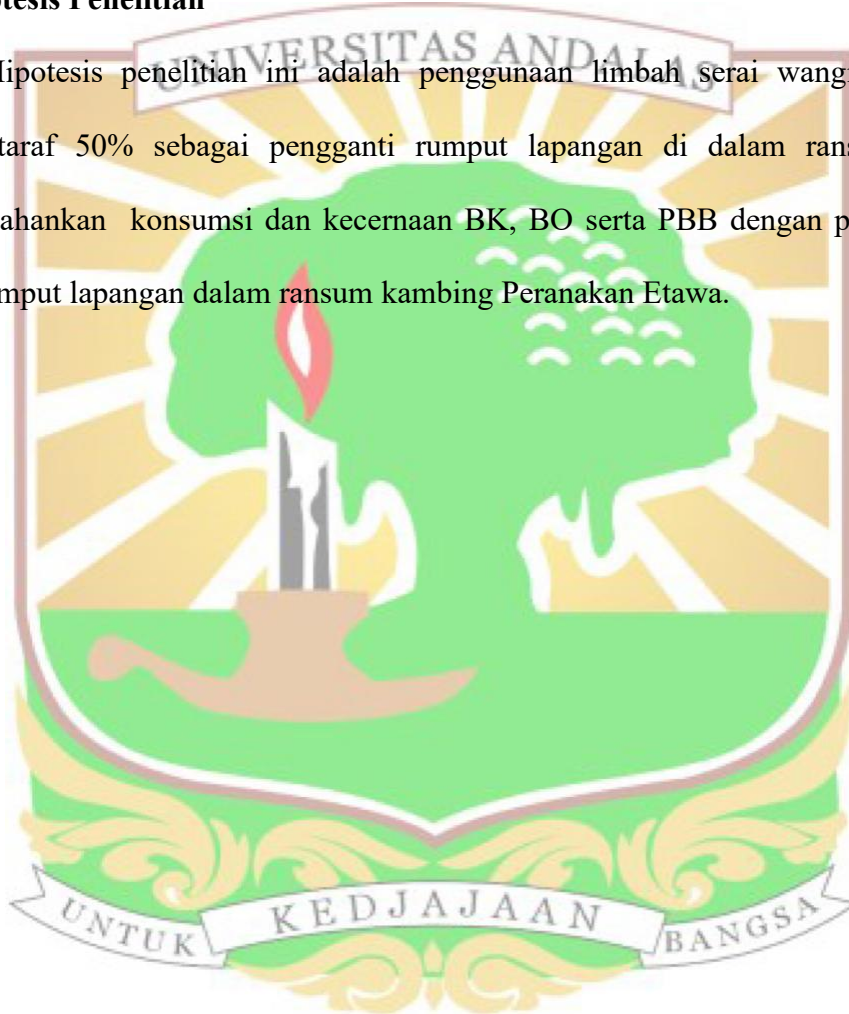 otesis Penelitian
UNIVERSITAS ANDALAS
Hipotesis penelitian ini adalah penggunaan limbah serai wangi
taraf 50% sebagai pengganti rumput lapangan di dalam rans
ahankan konsumsi dan kecernaan BK, BO serta PBB dengan p
mput lapangan dalam ransum kambing Peranakan Etawa.
UNTUK KEDJAJAAN BANGSA